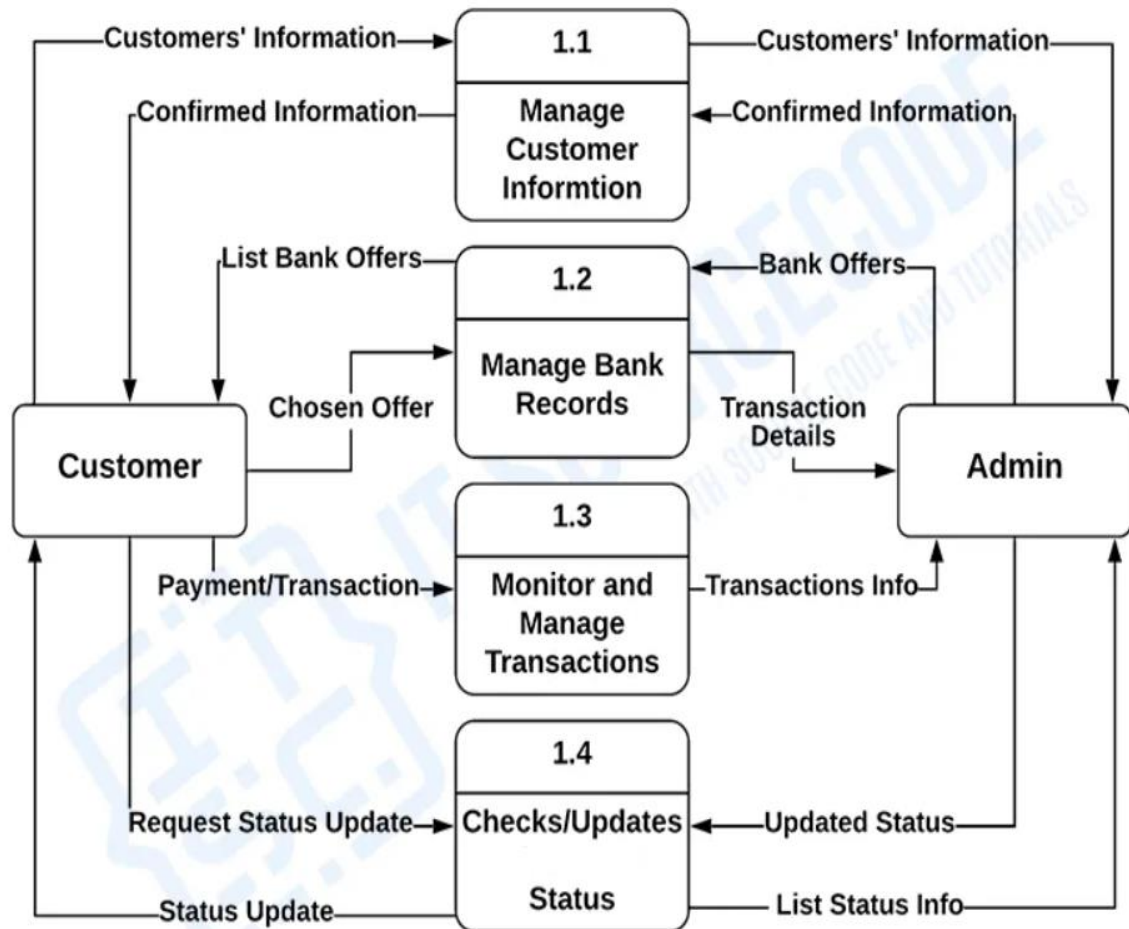 Customers' Information
1.1
Customers' Information
Confirmed Information
Manage
Customer
Informtion
Confirmed Information
List Bank Offers
1.2
Bank Offers
Manage Bank
Records
Chosen Offer
Transaction
Details
Customer
Admin
1.3
Payment/Transaction
Monitor and
Manage
Transactions
Transactions Info
1.4
Request Status Update
Checks/Updates
Updated Status
Status
Status Update
List Status Info